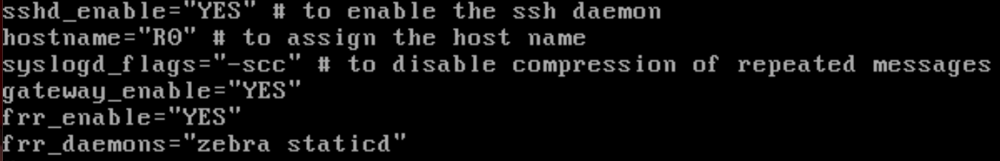 sshd_enable="YES" # to enable the ssh daemon
hostname="R0" # to assign the host name
syslogd_flags="-scc" # to disable compression of repeated messages
gateway_enable="YES"
frr_enable="YES"
frr_daemons="zebra staticd"